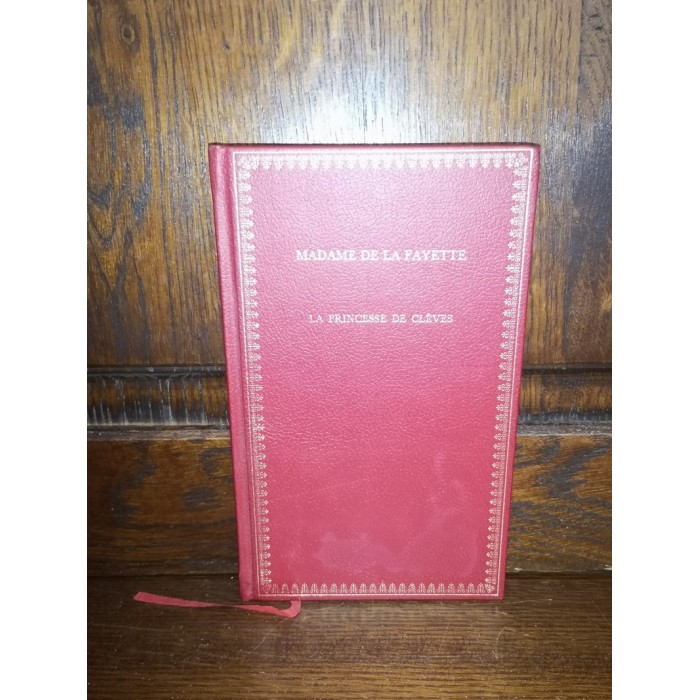 MADAME DE LA FAYETTE
LA PRINCESSE DE CLÈVES